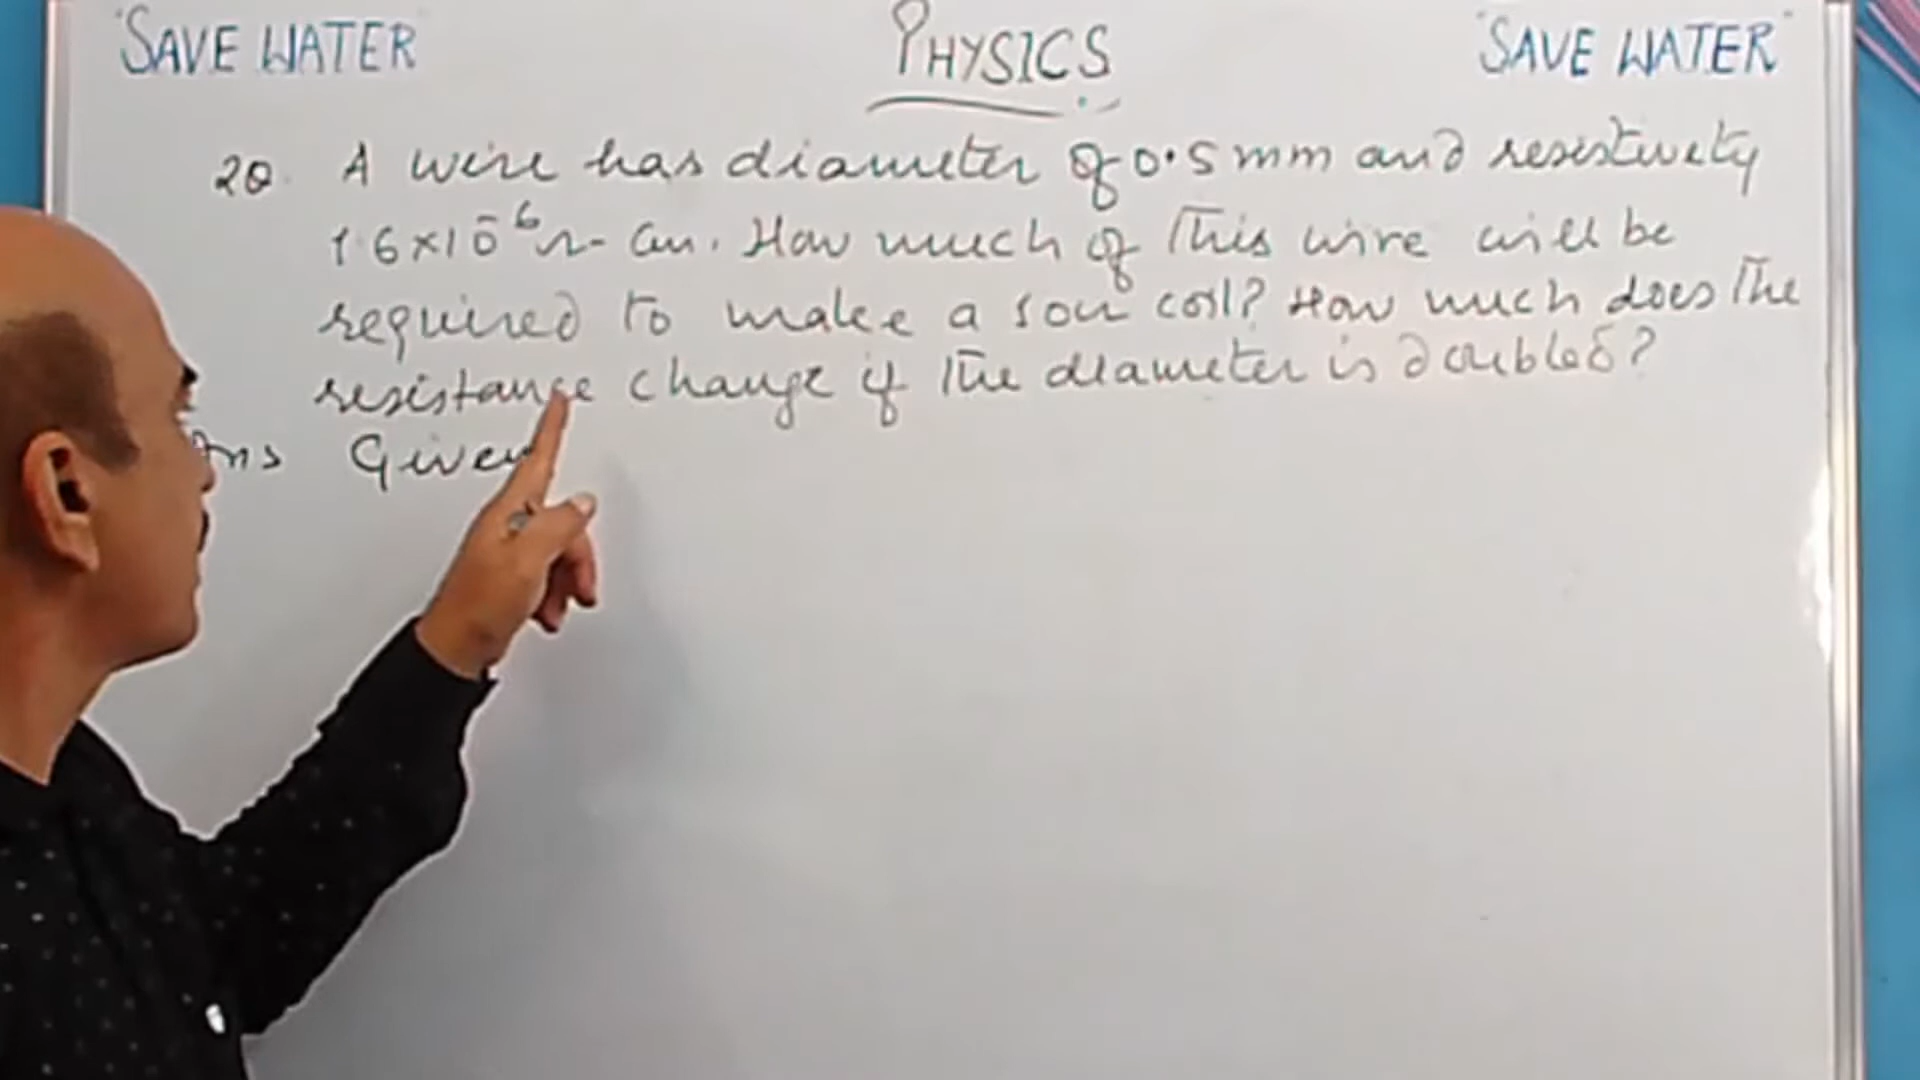 "SAVE WATER" PHYSICS "SAVE WATER"
20. A wire has diameter of 0.5 mm and resistivity
1.6×10⁻⁶ Ω-cm. How much of this wire will be
required to make a 10Ω coil? How much does the
resistance change if the diameter is doubled?
Ans Given